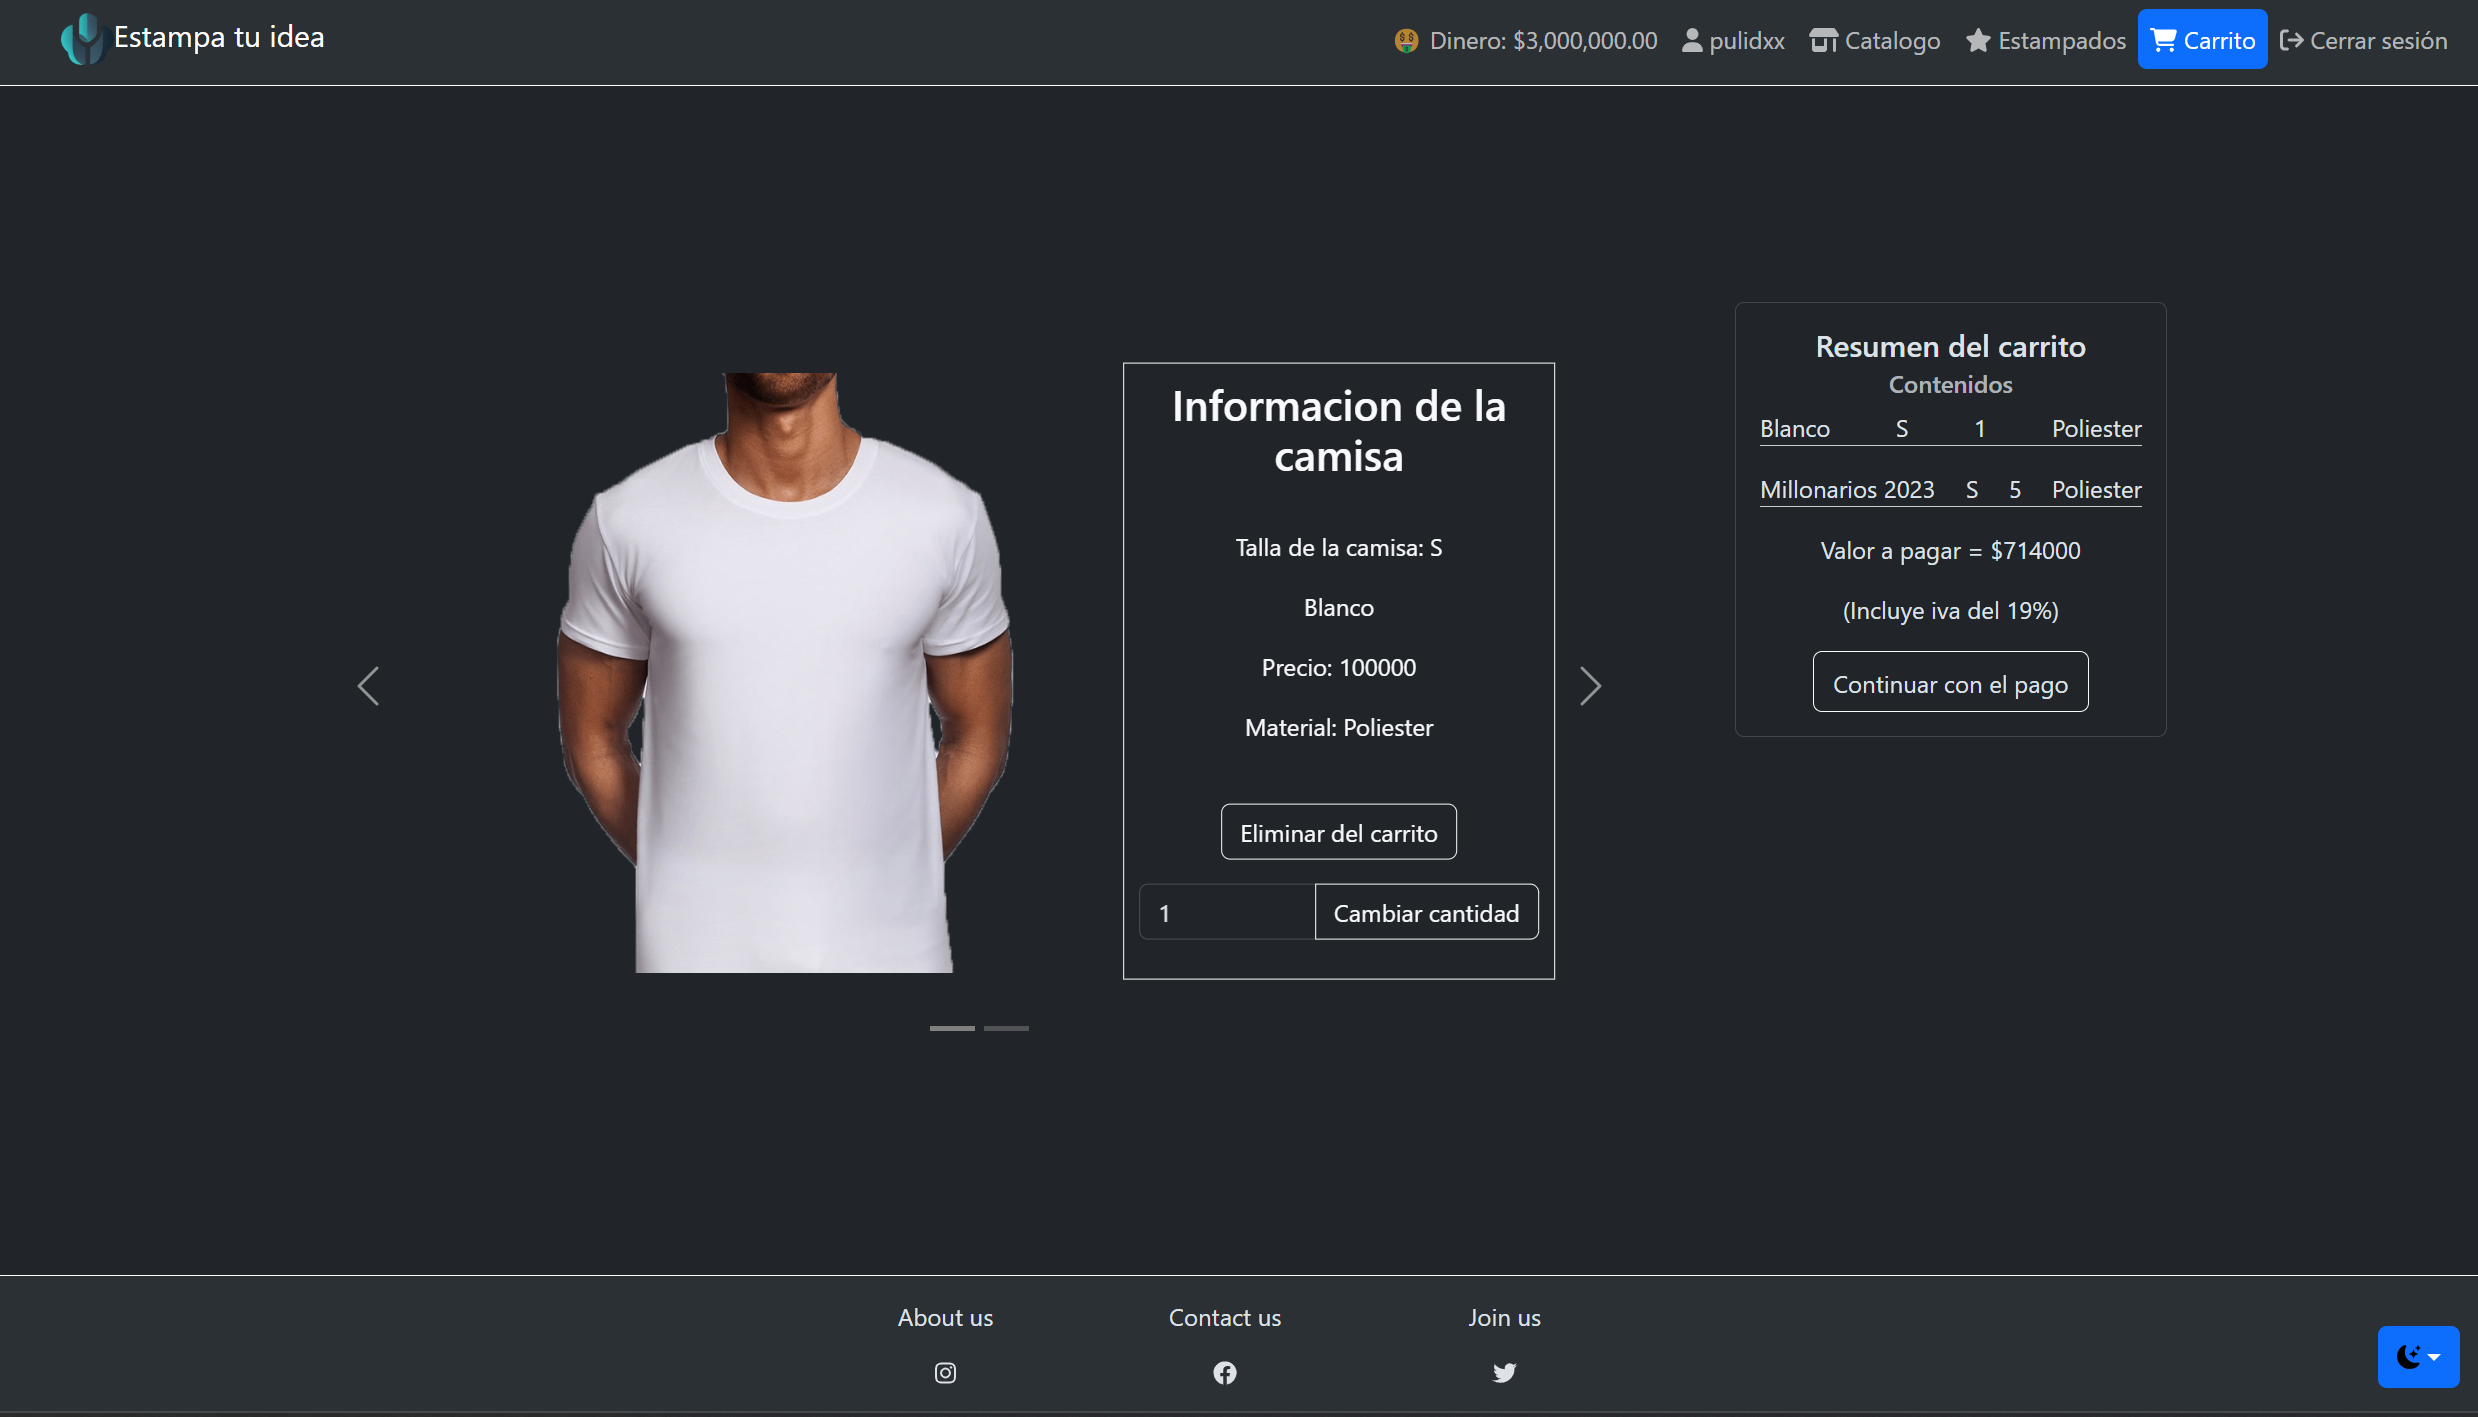 Estampa tu idea
Dinero: $3,000,000.00 pulidxx Catalogo Estampados Carrito Cerrar sesión
Informacion de la
camisa
Talla de la camisa: S
Blanco
Precio: 100000
Material: Poliester
Eliminar del carrito
1 Cambiar cantidad
Resumen del carrito
Contenidos
Blanco S 1 Poliester
Millonarios 2023 S 5 Poliester
Valor a pagar = $714000
(Incluye iva del 19%)
Continuar con el pago
About us Contact us Join us